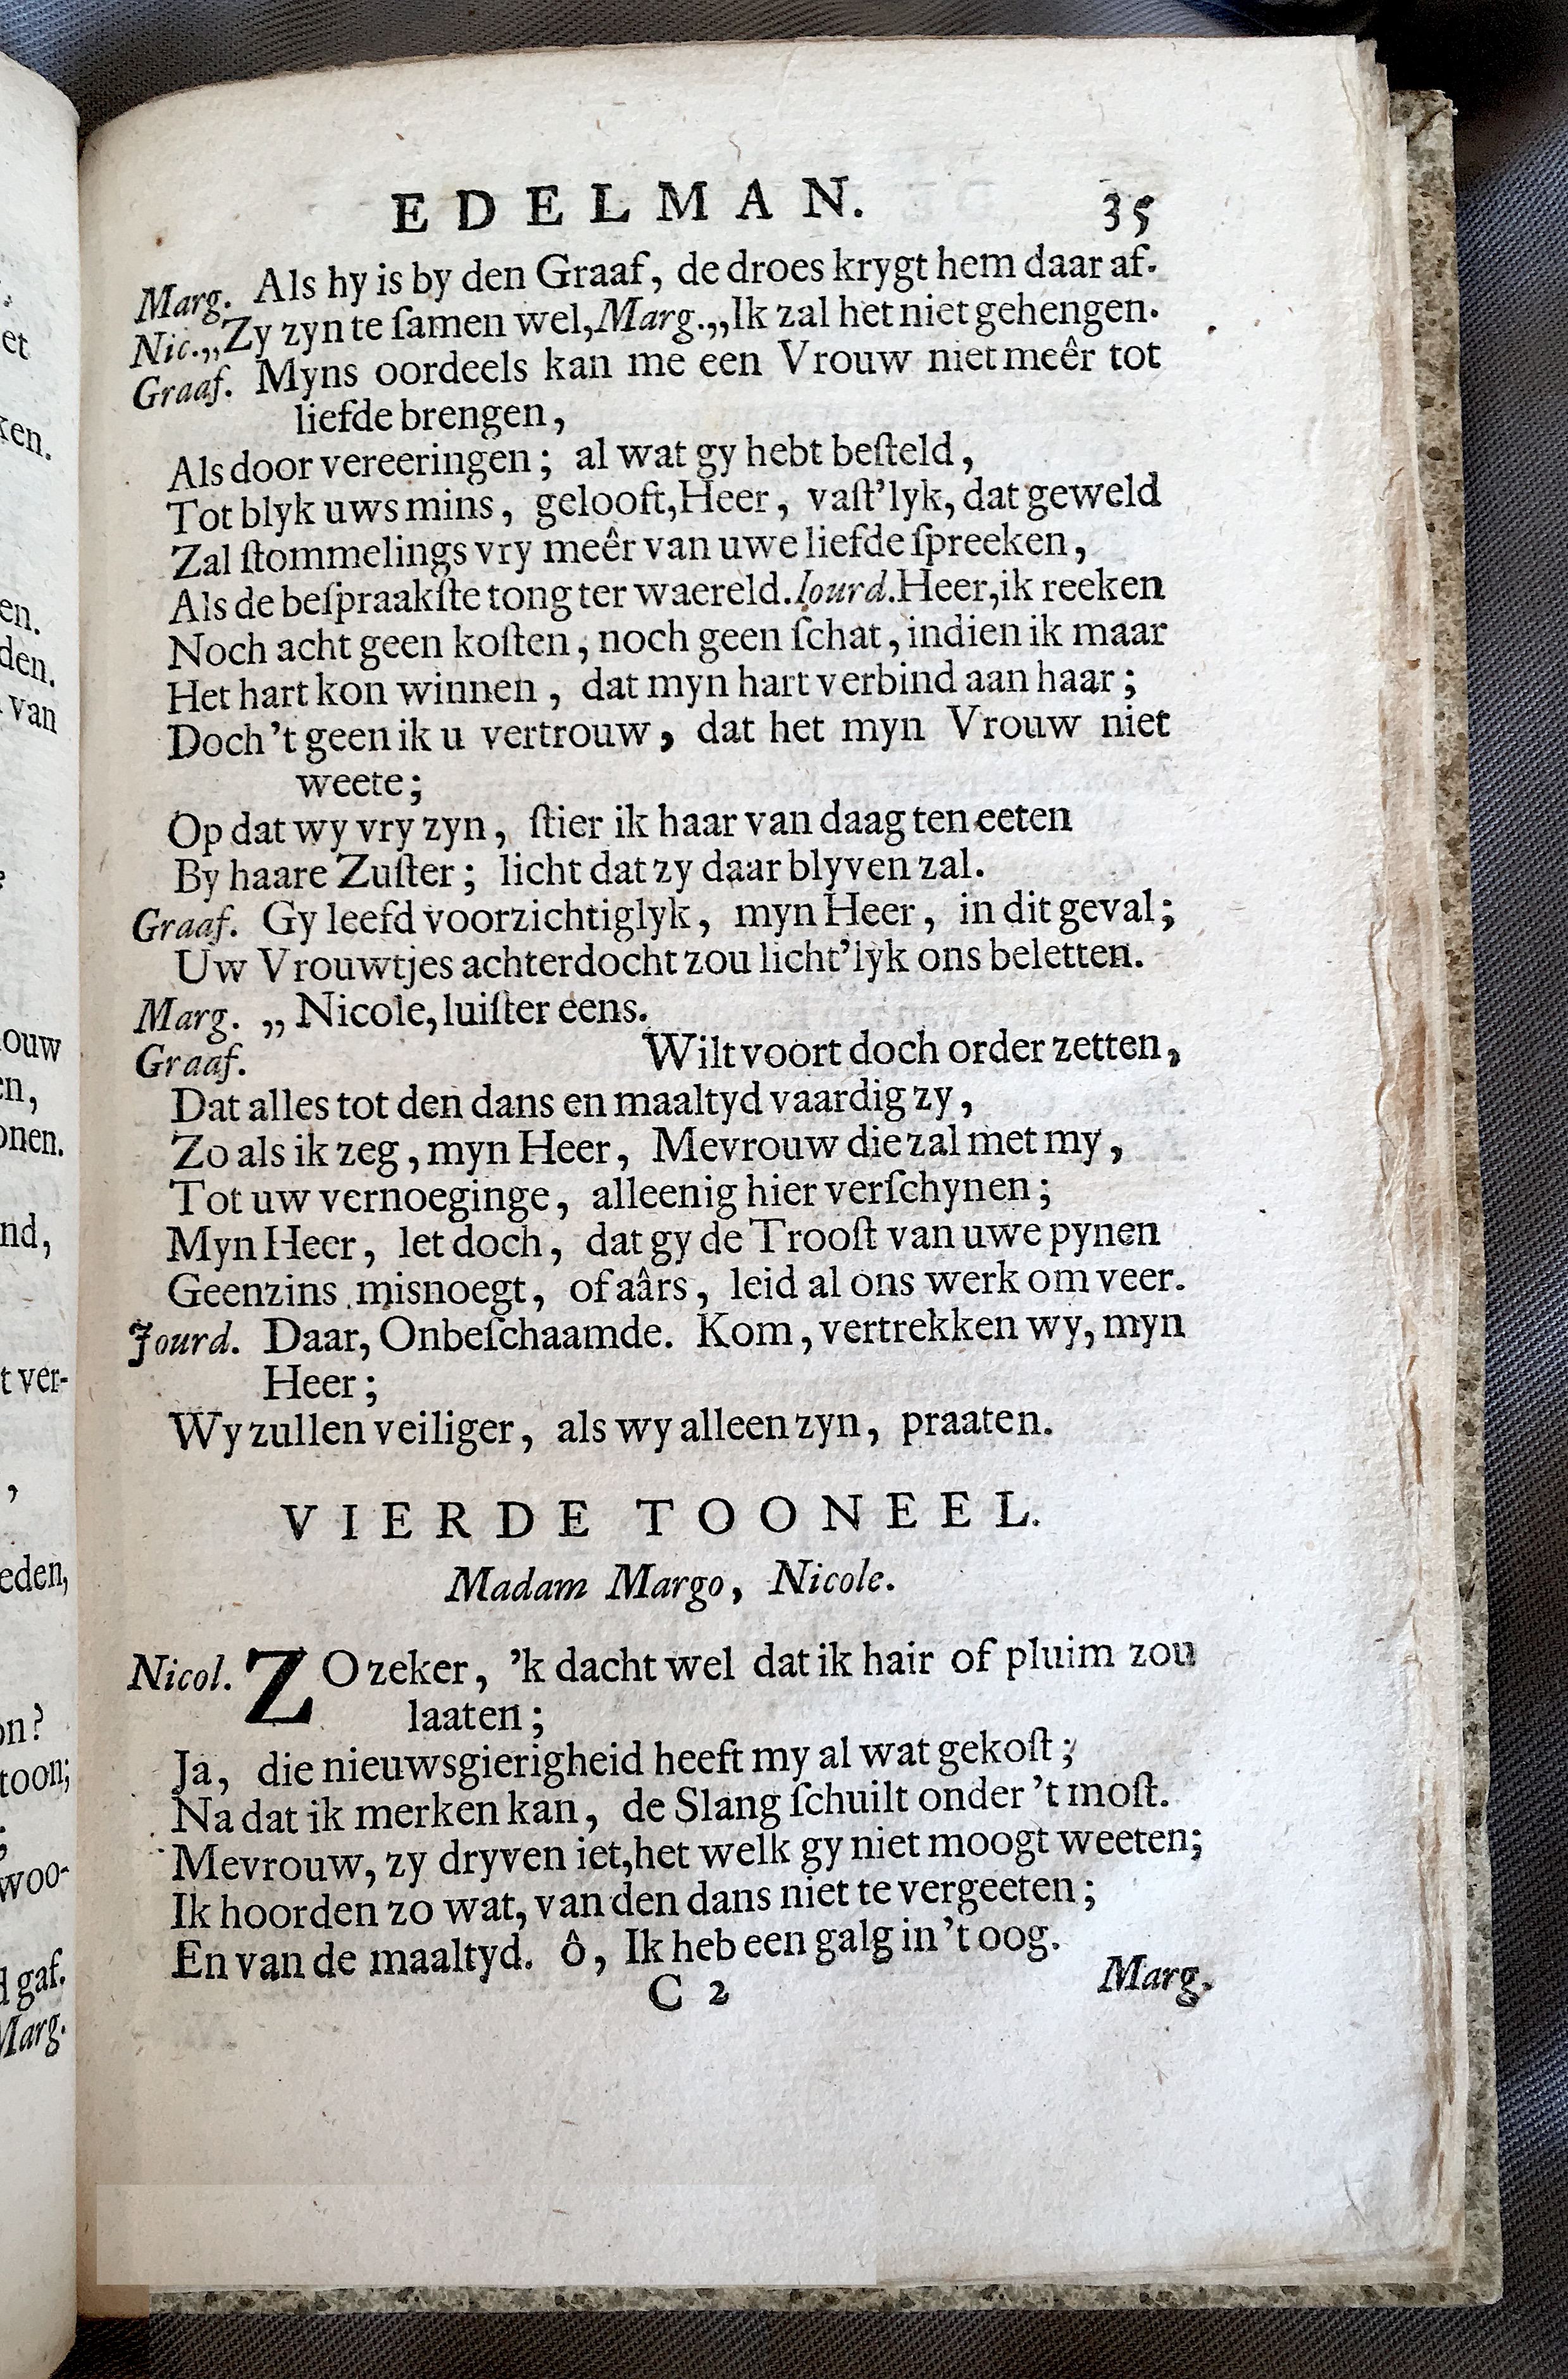 EDELMAN. 35
Marg. Als hy is by den Graaf, de droes krygt hem daar af.
Nic.,,Zy zyn te ſamen wel, Marg.,,Ik zal het niet gehengen.
Graaf. Myns oordeels kan me een Vrouw niet meêr tot
liefde brengen,
Als door vereeringen; al wat gy hebt beſteld,
Tot blyk uws mins, gelooft, Heer, vaſt'lyk, dat geweld
Zal ſtommelings vry meêr van uwe liefde ſpreeken,
Als de beſpraakſte tong ter waereld. Iourd. Heer, ik reeken
Noch acht geen koſten, noch geen ſchat, indien ik maar
Het hart kon winnen, dat myn hart verbind aan haar;
Doch 't geen ik u vertrouw, dat het myn Vrouw niet
weete;
Op dat wy vry zyn, ſtier ik haar van daag ten eeten
By haare Zuſter; licht dat zy daar blyven zal.
Graaf. Gy leefd voorzichtiglyk, myn Heer, in dit geval;
Uw Vrouwtjes achterdocht zou licht'lyk ons beletten.
Marg. ,, Nicole, luiſter eens.
Graaf. Wilt voort doch order zetten,
Dat alles tot den dans en maaltyd vaardig zy,
Zo als ik zeg, myn Heer, Mevrouw die zal met my,
Tot uw vernoeginge, alleenig hier verſchynen;
Myn Heer, let doch, dat gy de Trooſt van uwe pynen
Geenzins misnoegt, of aârs, leid al ons werk om veer.
Jourd. Daar, Onbeſchaamde. Kom, vertrekken wy, myn
Heer;
Wy zullen veiliger, als wy alleen zyn, praaten.
VIERDE TOONEEL.
Madam Margo, Nicole.
Nicol. ZO zeker, 'k dacht wel dat ik hair of pluim zou
laaten;
Ja, die nieuwsgierigheid heeft my al wat gekoſt;
Na dat ik merken kan, de Slang ſchuilt onder 't moſt.
Mevrouw, zy dryven iet, het welk gy niet moogt weeten;
Ik hoorden zo wat, van den dans niet te vergeeten;
En van de maaltyd. ô, Ik heb een galg in 't oog.
C 2 Marg.